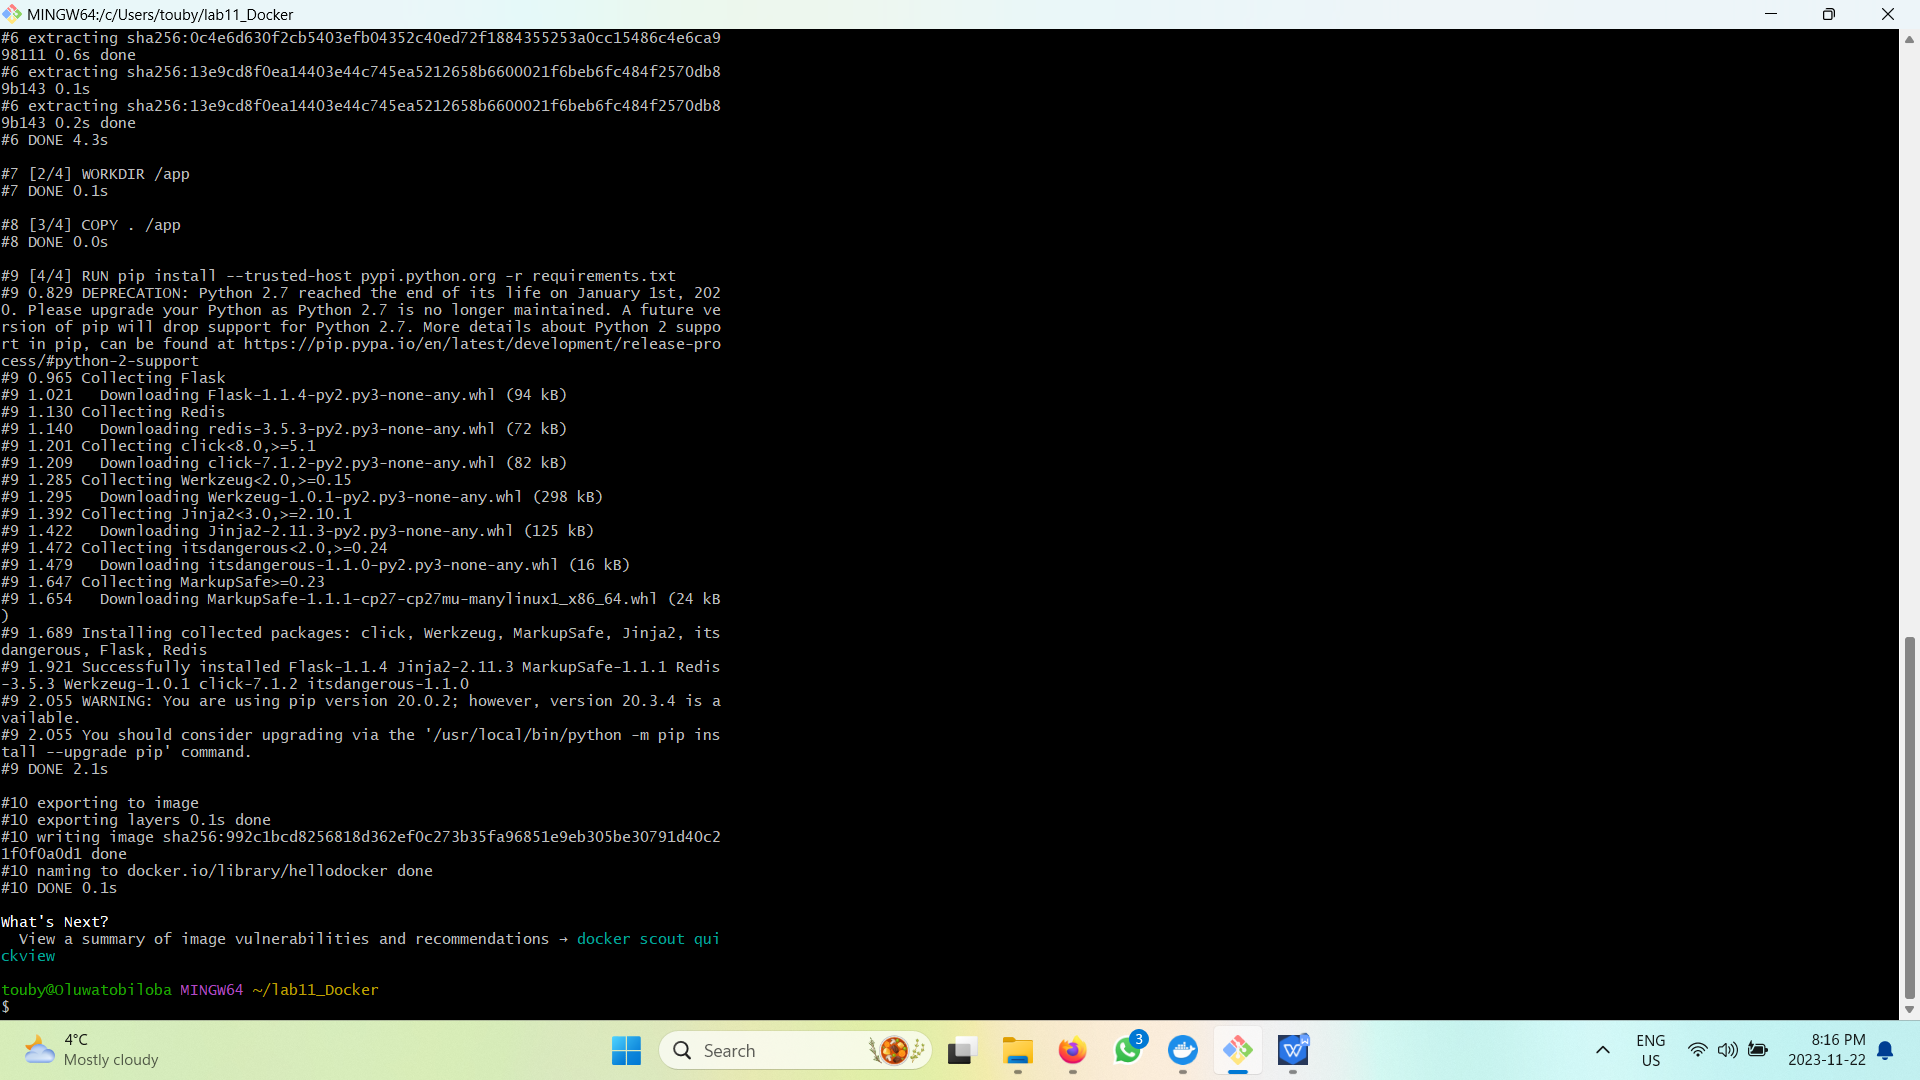 MINGW64:/c/Users/touby/lab11_Docker
#6 extracting sha256:0c4e6d630f2cb5403efb04352c40ed72f1884355253a0cc15486c4e6ca9
98111 0.6s done
#6 extracting sha256:13e9cd8f0ea14403e44c745ea5212658b6600021f6beb6fc484f2570db8
9b143 0.1s
#6 extracting sha256:13e9cd8f0ea14403e44c745ea5212658b6600021f6beb6fc484f2570db8
9b143 0.2s done
#6 DONE 4.3s
#7 [2/4] WORKDIR /app
#7 DONE 0.1s
#8 [3/4] COPY . /app
#8 DONE 0.0s
#9 [4/4] RUN pip install --trusted-host pypi.python.org -r requirements.txt
#9 0.829 DEPRECATION: Python 2.7 reached the end of its life on January 1st, 202
0. Please upgrade your Python as Python 2.7 is no longer maintained. A future ve
rsion of pip will drop support for Python 2.7. More details about Python 2 suppo
rt in pip, can be found at https://pip.pypa.io/en/latest/development/release-pro
cess/#python-2-support
#9 0.965 Collecting Flask
#9 1.021   Downloading Flask-1.1.4-py2.py3-none-any.whl (94 kB)
#9 1.130 Collecting Redis
#9 1.140   Downloading redis-3.5.3-py2.py3-none-any.whl (72 kB)
#9 1.201 Collecting click<8.0,>=5.1
#9 1.209   Downloading click-7.1.2-py2.py3-none-any.whl (82 kB)
#9 1.285 Collecting Werkzeug<2.0,>=0.15
#9 1.295   Downloading Werkzeug-1.0.1-py2.py3-none-any.whl (298 kB)
#9 1.392 Collecting Jinja2<3.0,>=2.10.1
#9 1.422   Downloading Jinja2-2.11.3-py2.py3-none-any.whl (125 kB)
#9 1.472 Collecting itsdangerous<2.0,>=0.24
#9 1.479   Downloading itsdangerous-1.1.0-py2.py3-none-any.whl (16 kB)
#9 1.647 Collecting MarkupSafe>=0.23
#9 1.654   Downloading MarkupSafe-1.1.1-cp27-cp27mu-manylinux1_x86_64.whl (24 kB
)
#9 1.689 Installing collected packages: click, Werkzeug, MarkupSafe, Jinja2, its
dangerous, Flask, Redis
#9 1.921 Successfully installed Flask-1.1.4 Jinja2-2.11.3 MarkupSafe-1.1.1 Redis
-3.5.3 Werkzeug-1.0.1 click-7.1.2 itsdangerous-1.1.0
#9 2.055 WARNING: You are using pip version 20.0.2; however, version 20.3.4 is a
vailable.
#9 2.055 You should consider upgrading via the '/usr/local/bin/python -m pip ins
tall --upgrade pip' command.
#9 DONE 2.1s
#10 exporting to image
#10 exporting layers 0.1s done
#10 writing image sha256:992c1bcd8256818d362ef0c273b35fa96851e9eb305be30791d40c2
1f0f0a0d1 done
#10 naming to docker.io/library/hellodocker done
#10 DONE 0.1s
What's Next?
  View a summary of image vulnerabilities and recommendations → docker scout qui
ckview
touby@Oluwatobiloba MINGW64 ~/lab11_Docker
$
4°C
Mostly cloudy
Search
3
W
ENG
US
8:16 PM
2023-11-22